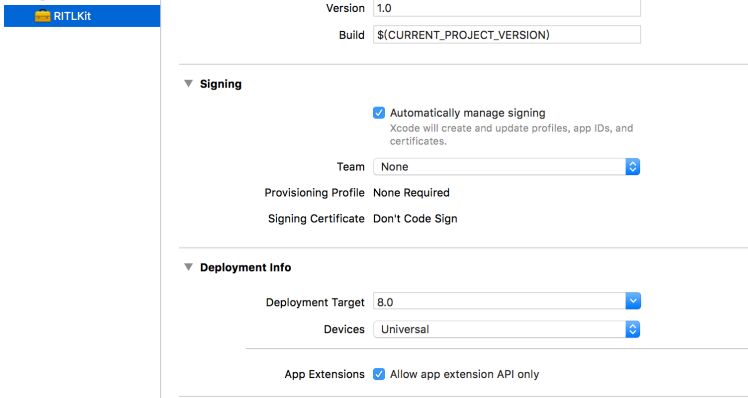 RITLKit
Version 1.0
Build $(CURRENT_PROJECT_VERSION)
Signing
Automatically manage signing
Xcode will create and update profiles, app IDs, and
certificates.
Team None
Provisioning Profile None Required
Signing Certificate Don't Code Sign
Deployment Info
Deployment Target 8.0
Devices Universal
App Extensions Allow app extension API only